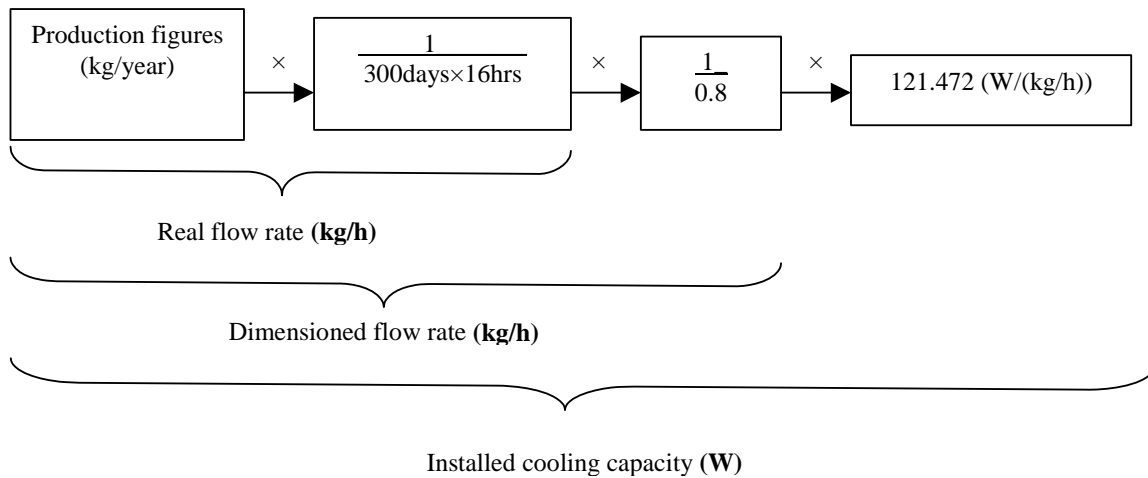 Production figures
(kg/year)
×
1
300days×16hrs
×
1
0.8
×
121.472 (W/(kg/h))
Real flow rate (kg/h)
Dimensioned flow rate (kg/h)
Installed cooling capacity (W)